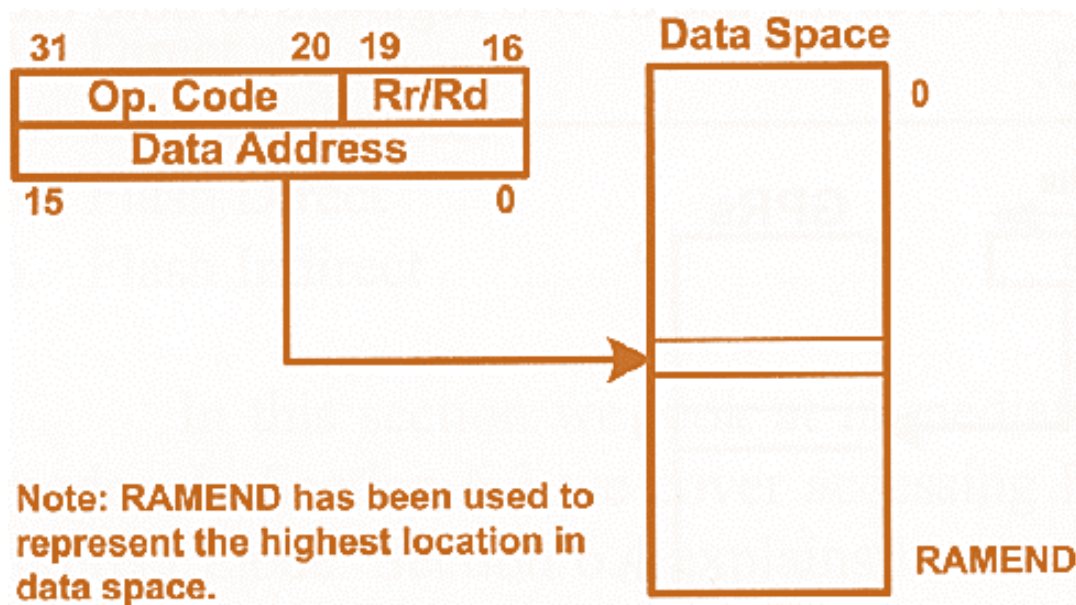 31 20 19 16
Op. Code Rr/Rd
Data Address
15 0
Data Space
0
RAMEND
Note: RAMEND has been used to
represent the highest location in
data space.